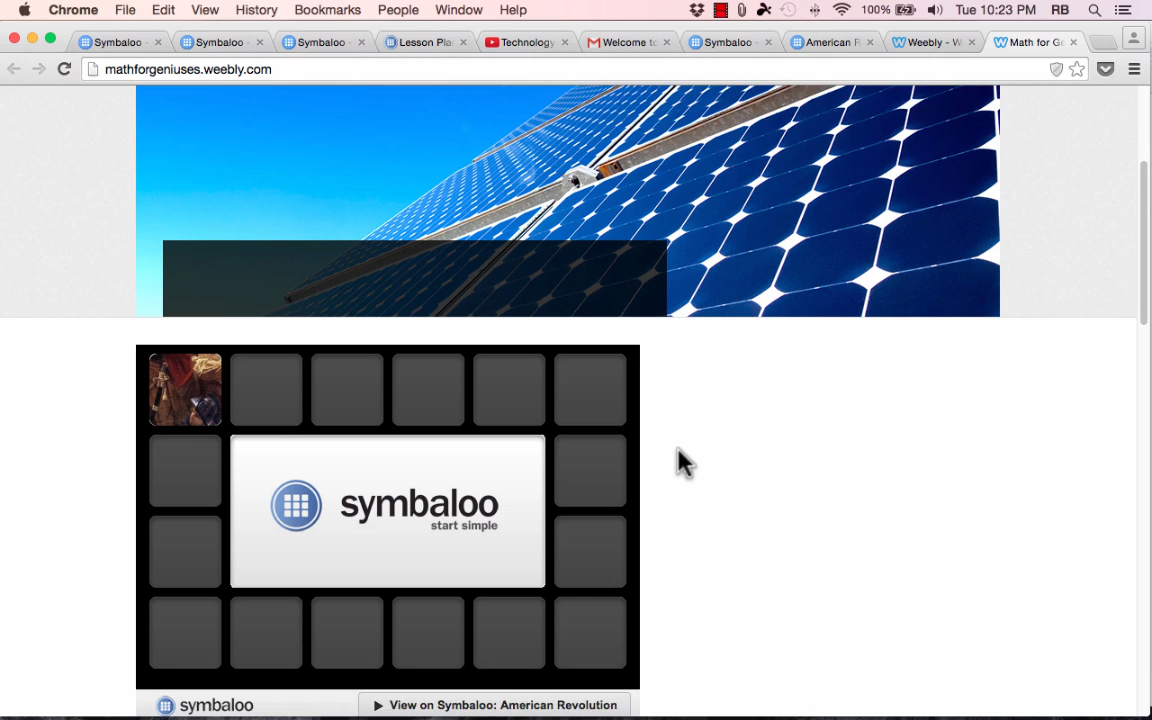 Chrome File Edit View History Bookmarks People Window Help 100% Tue 10:23 PM RB
Symbaloo - Symbaloo - Symbaloo - Lesson Pla Technology Welcome to Symbaloo - American R Weebly - W Math for Ge
mathforgeniuses.weebly.com
symbaloo
start simple
symbaloo View on Symbaloo: American Revolution